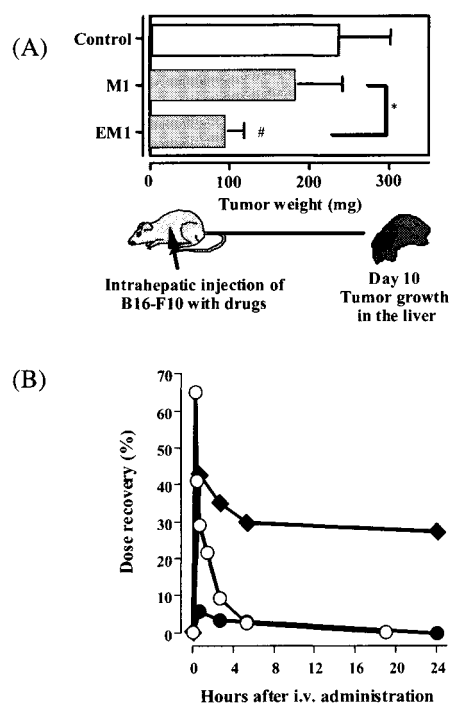 (A)
Control
M1
EM1
*
#
0 100 200 300
Tumor weight (mg)
Intrahepatic injection of
B16-F10 with drugs
Day 10
Tumor growth
in the liver
(B)
Dose recovery (%)
70
60
50
40
30
20
10
0
0 4 8 12 16 20 24
Hours after i.v. administration